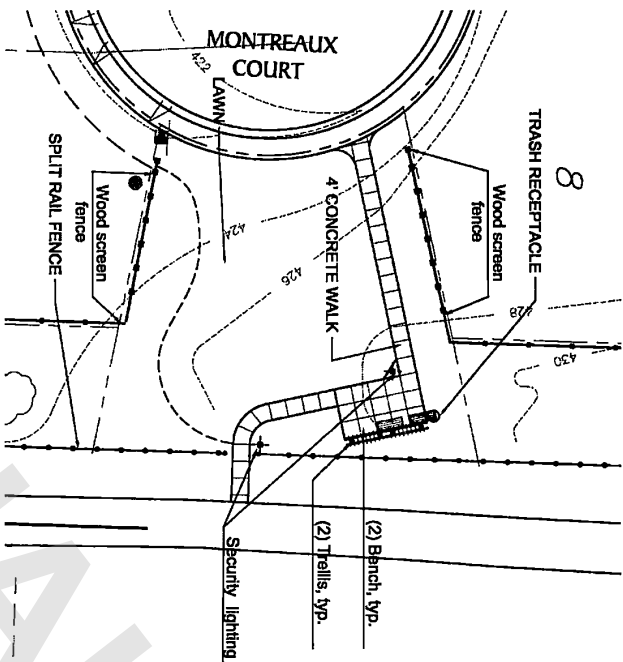 MONTREAUX
COURT
422
LAWN
TRASH RECEPTACLE
8
Wood screen
fence
Wood screen
fence
SPLIT RAIL FENCE
4' CONCRETE WALK
424
426
428
430
(2) Bench, typ.
(2) Trellis, typ.
Security lighting